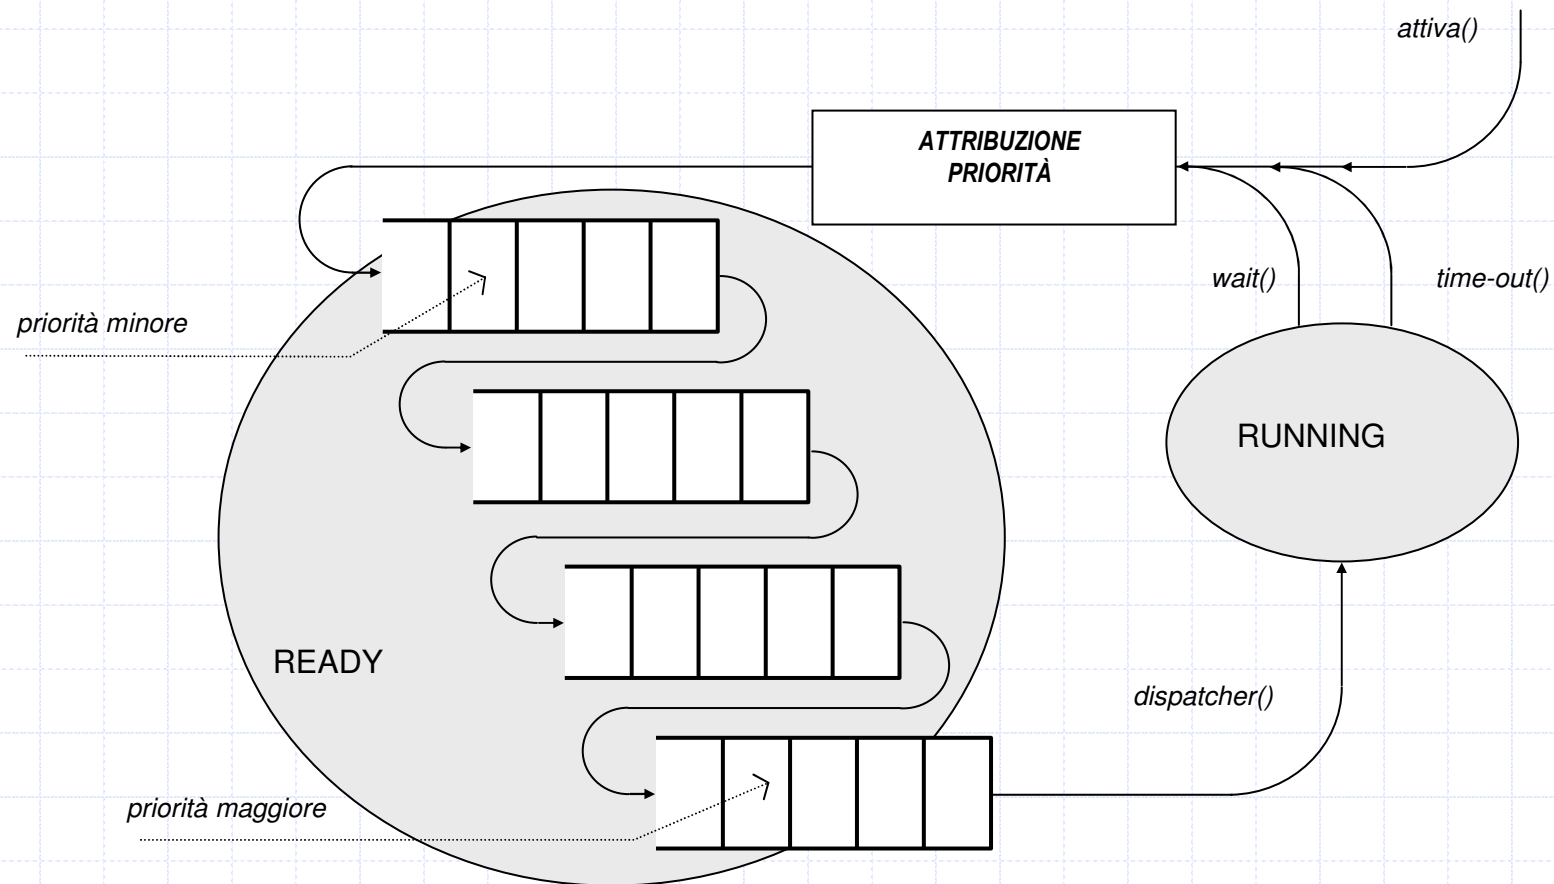 attiva()
ATTRIBUZIONE
PRIORITÀ
wait()
time-out()
priorità minore
RUNNING
READY
dispatcher()
priorità maggiore